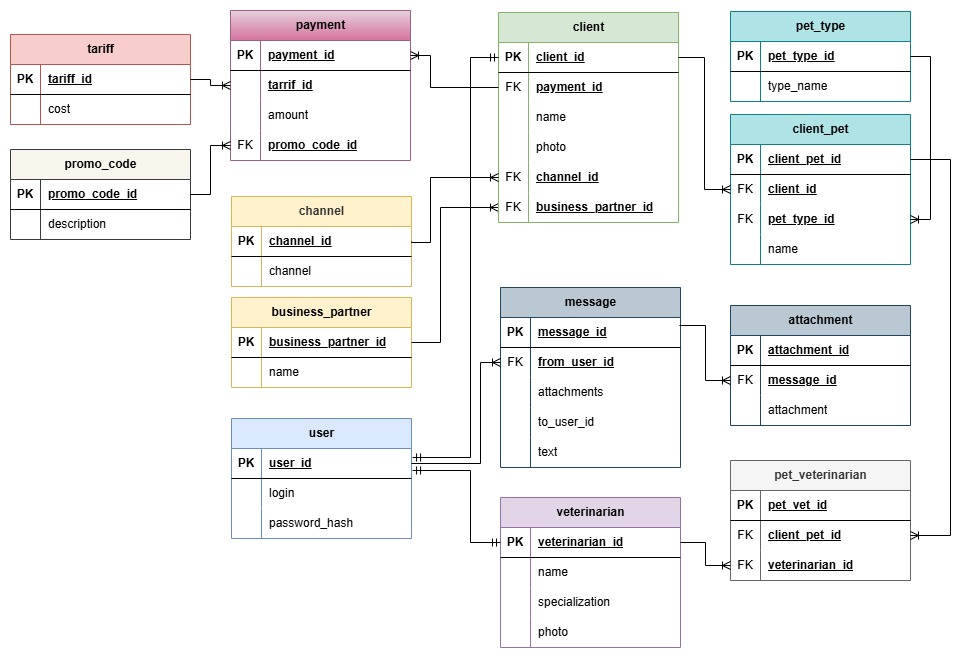 tariff
PK tariff_id
cost
promo_code
PK promo_code_id
description
payment
PK payment_id
tarrif_id
amount
FK promo_code_id
channel
PK channel_id
channel
business_partner
PK business_partner_id
name
user
PK user_id
login
password_hash
client
PK client_id
FK payment_id
name
photo
FK channel_id
FK business_partner_id
message
PK message_id
FK from_user_id
attachments
to_user_id
text
veterinarian
PK veterinarian_id
name
specialization
photo
pet_type
PK pet_type_id
type_name
client_pet
PK client_pet_id
FK client_id
FK pet_type_id
name
attachment
PK attachment_id
FK message_id
attachment
pet_veterinarian
PK pet_vet_id
FK client_pet_id
FK veterinarian_id